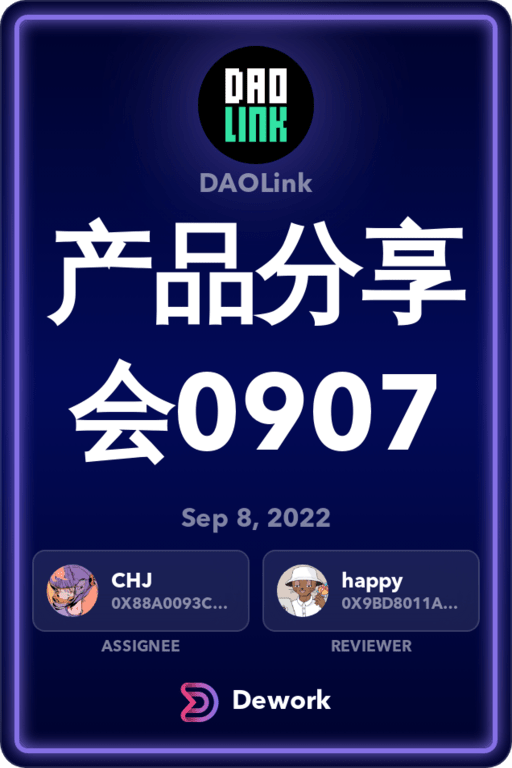 DAO
LINK
DAOLink
产品分享
会0907
Sep 8, 2022
CHJ
0X88A0093C...
happy
0X9BD8011A...
ASSIGNEE
REVIEWER
Dework